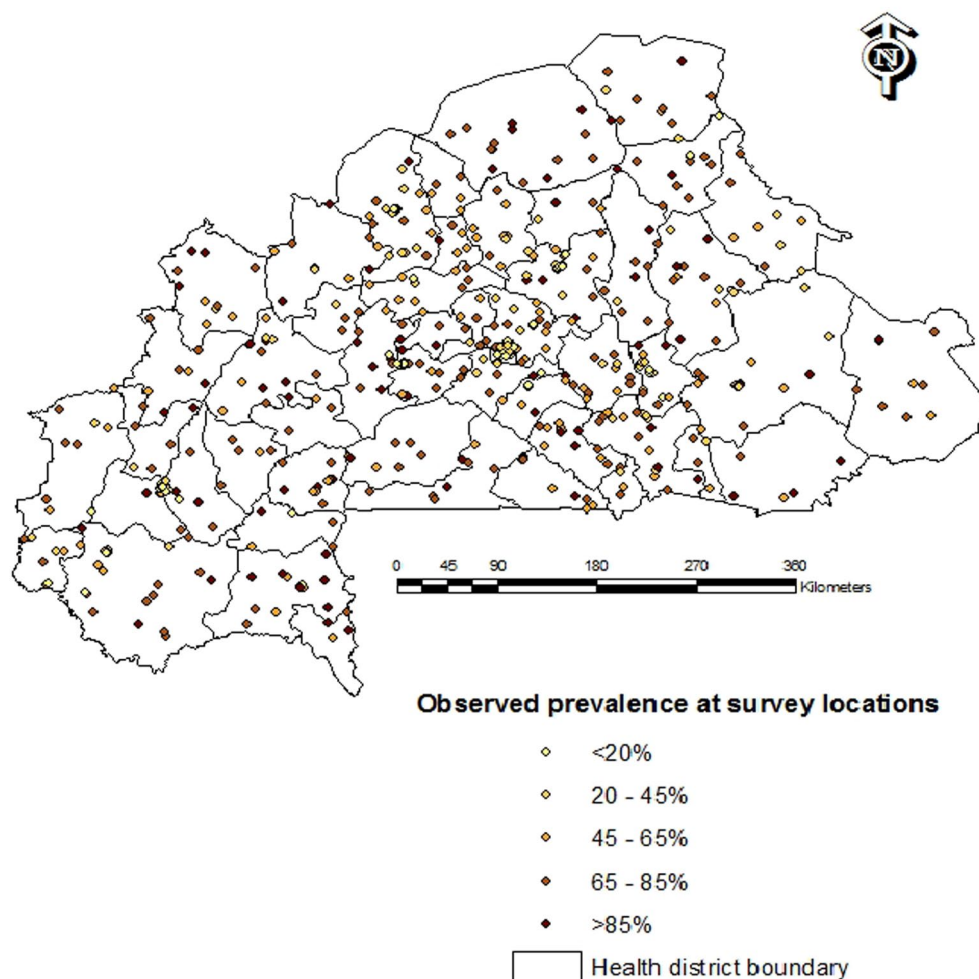 N
0 45 90 180 270 360
Kilometers
Observed prevalence at survey locations
<20%
20 - 45%
45 - 65%
65 - 85%
>85%
Health district boundary